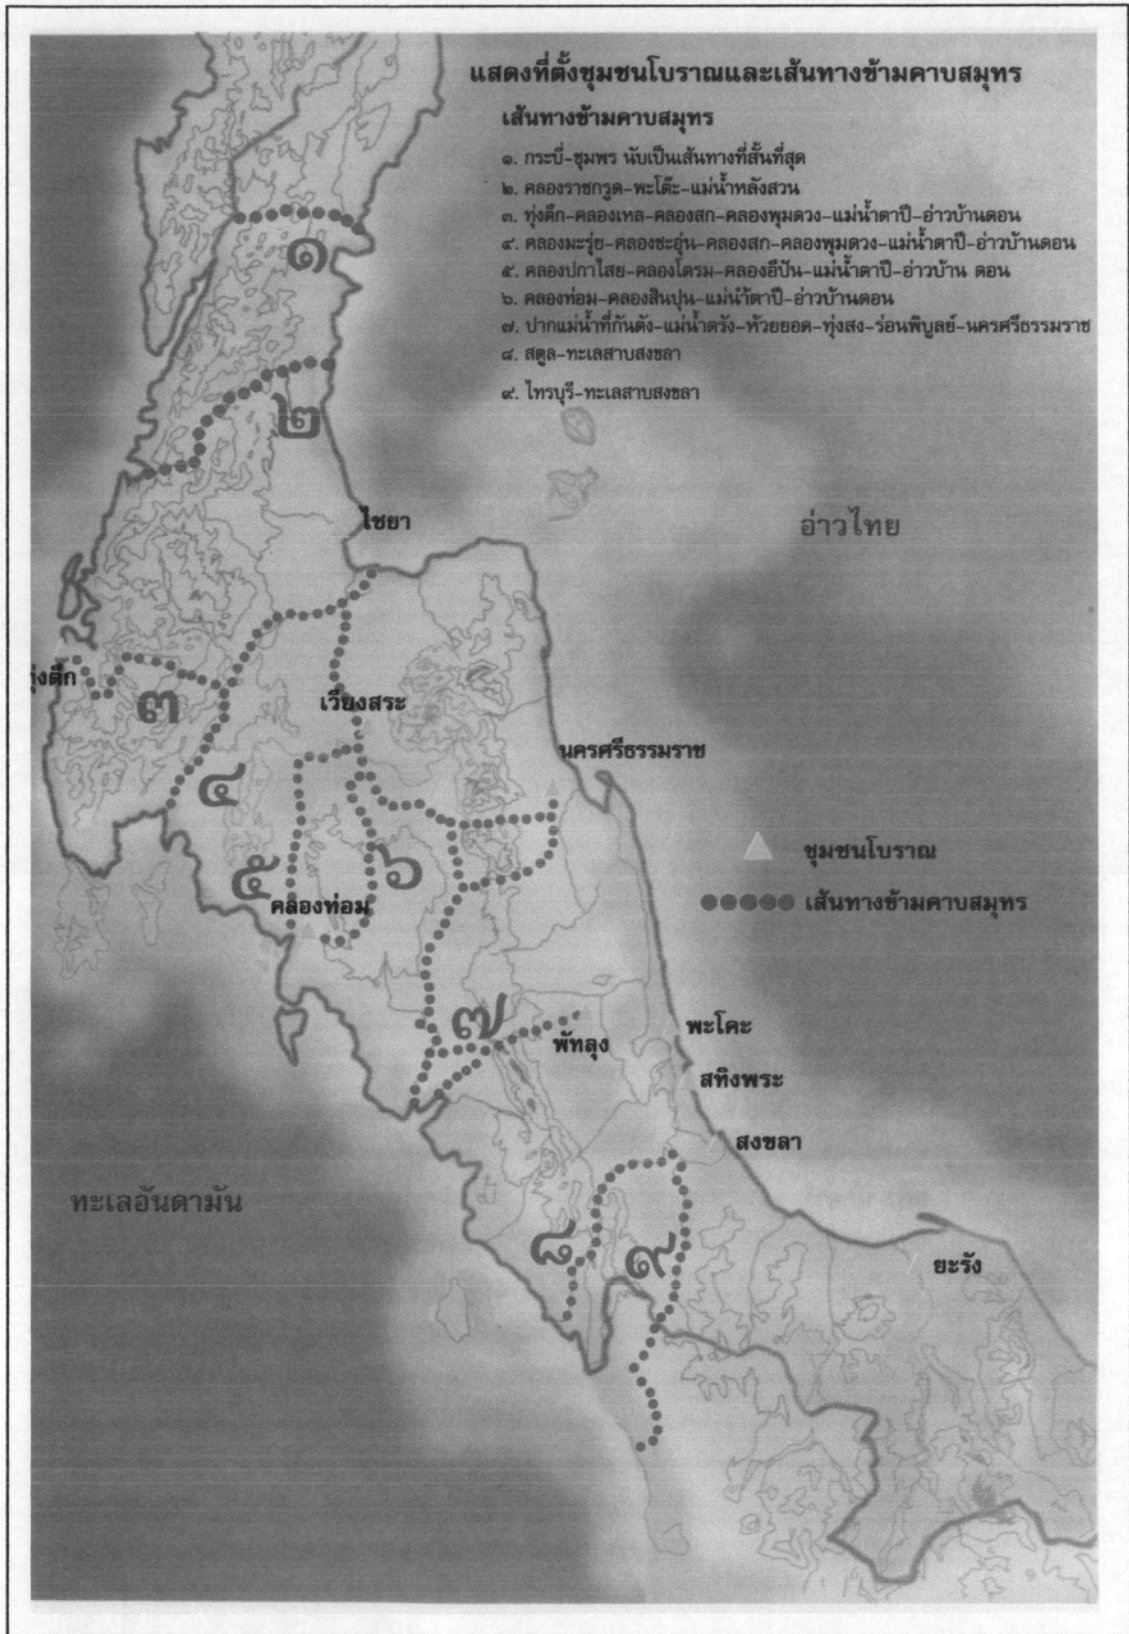 แสดงที่ตั้งชุมชนโบราณและเส้นทางข้ามคาบสมุทร
เส้นทางข้ามคาบสมุทร
๑. กระบี่-ชุมพร นับเป็นเส้นทางที่สั้นที่สุด
๒. คลองราชกรูด-พะโต๊ะ-แม่น้ำหลังสวน
๓. ทุ่งตึก-คลองเหล-คลองสก-คลองพุมดวง-แม่น้ำตาปี-อ่าวบ้านดอน
๔. คลองมะรุ่ย-คลองชะอุ่น-คลองสก-คลองพุมดวง-แม่น้ำตาปี-อ่าวบ้านดอน
๕. คลองปกาไสย-คลองโตรม-คลองอีปัน-แม่น้ำตาปี-อ่าวบ้าน ดอน
๖. คลองท่อม-คลองสินปุน-แม่น้ำตาปี-อ่าวบ้านดอน
๗. ปากแม่น้ำที่กันตัง-แม่น้ำตรัง-ห้วยยอด-ทุ่งสง-ร่อนพิบูลย์-นครศรีธรรมราช
๘. สตูล-ทะเลสาบสงขลา
๙. ไทรบุรี-ทะเลสาบสงขลา
๑
๒
ไชยา
อ่าวไทย
ทุ่งตึก
๓
เวียงสระ
นครศรีธรรมราช
๔
ชุมชนโบราณ
๕
๖
คลองท่อม
เส้นทางข้ามคาบสมุทร
๗
พัทลุง
พะโคะ
สทิงพระ
สงขลา
ทะเลอันดามัน
๘
๙
ยะรัง